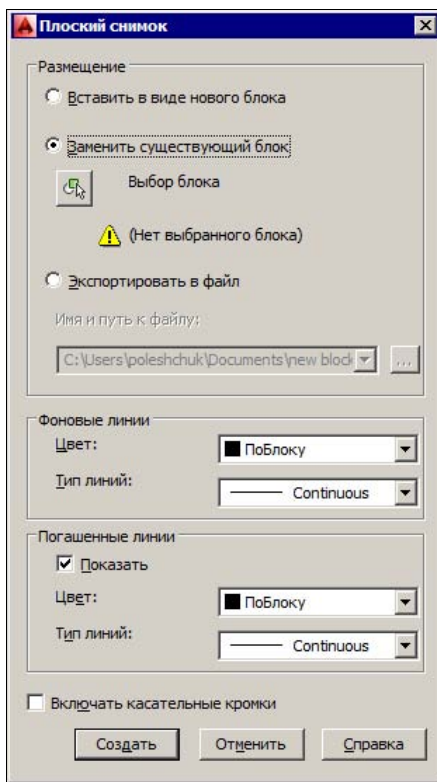 Плоский снимок
Размещение
Вставить в виде нового блока
Заменить существующий блок
Выбор блока
(Нет выбранного блока)
Экспортировать в файл
Имя и путь к файлу:
C:\Users\poleshchuk\Documents\new block
...
Фоновые линии
Цвет:
ПоБлоку
Тип линий:
Continuous
Погашенные линии
Показать
Цвет:
ПоБлоку
Тип линий:
Continuous
Включать касательные кромки
Создать Отменить Справка